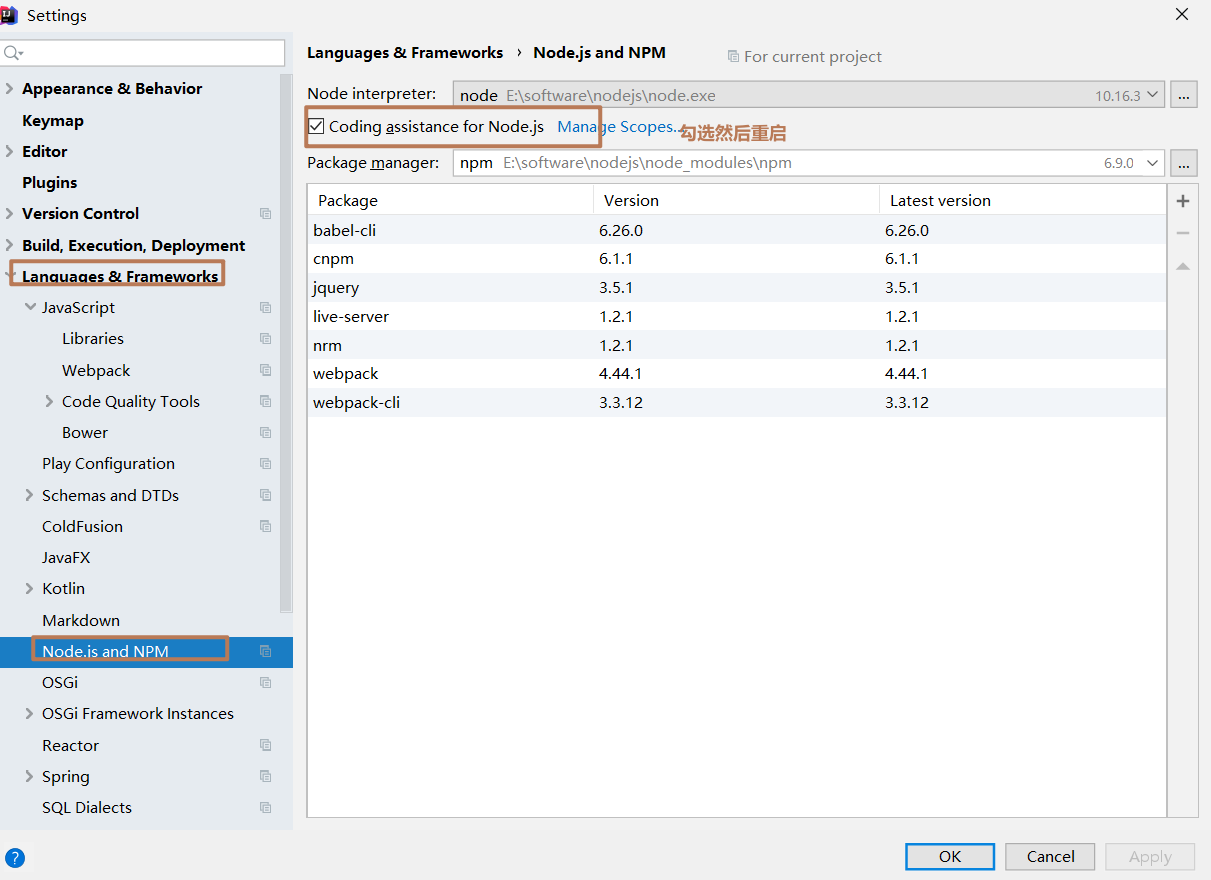 Settings
Appearance & Behavior
Keymap
Editor
Plugins
Version Control
Build, Execution, Deployment
Languages & Frameworks
JavaScript
Libraries
Webpack
Code Quality Tools
Bower
Play Configuration
Schemas and DTDs
ColdFusion
JavaFX
Kotlin
Markdown
Node.js and NPM
OSGi
OSGi Framework Instances
Reactor
Spring
SQL Dialects
Languages & Frameworks › Node.js and NPM For current project
Node interpreter: node E:\software\nodejs\node.exe 10.16.3 ...
Coding assistance for Node.js Manage Scopes.. 勾选然后重启
Package manager: npm E:\software\nodejs\node_modules\npm 6.9.0 ...
Package Version Latest version
babel-cli 6.26.0 6.26.0
cnpm 6.1.1 6.1.1
jquery 3.5.1 3.5.1
live-server 1.2.1 1.2.1
nrm 1.2.1 1.2.1
webpack 4.44.1 4.44.1
webpack-cli 3.3.12 3.3.12
? OK Cancel Apply